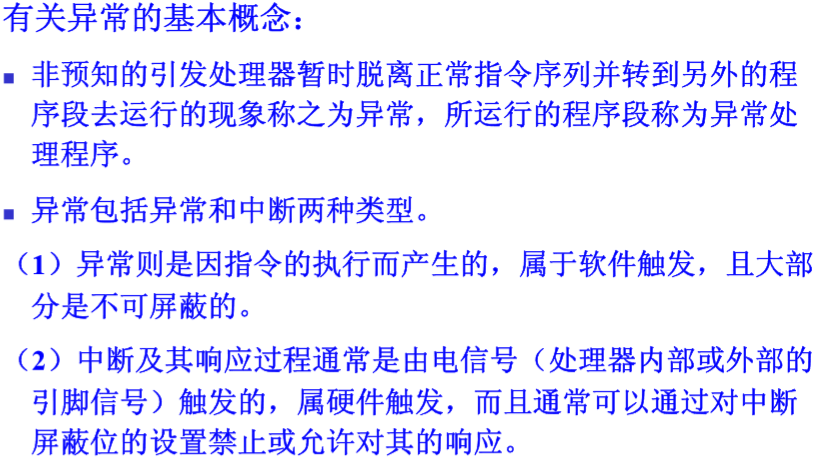 有关异常的基本概念：
▪ 非预知的引发处理器暂时脱离正常指令序列并转到另外的程
序段去运行的现象称之为异常，所运行的程序段称为异常处
理程序。
▪ 异常包括异常和中断两种类型。
（1）异常则是因指令的执行而产生的，属于软件触发，且大部
分是不可屏蔽的。
（2）中断及其响应过程通常是由电信号（处理器内部或外部的
引脚信号）触发的，属硬件触发，而且通常可以通过对中断
屏蔽位的设置禁止或允许对其的响应。